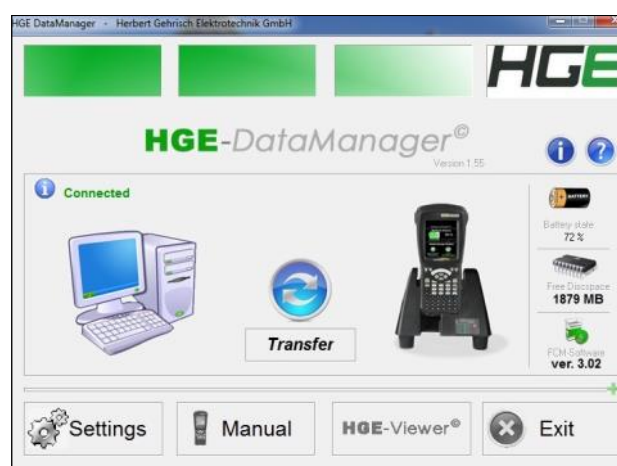 HGE DataManager - Herbert Gehrisch Elektrotechnik GmbH
HGE
HGE-DataManager©
Version 1.55
Connected
BATTERY
Battery state
72 %
Free Discspace
1879 MB
Transfer
FCM-Software
ver. 3.02
Settings
Manual
HGE-Viewer®
Exit